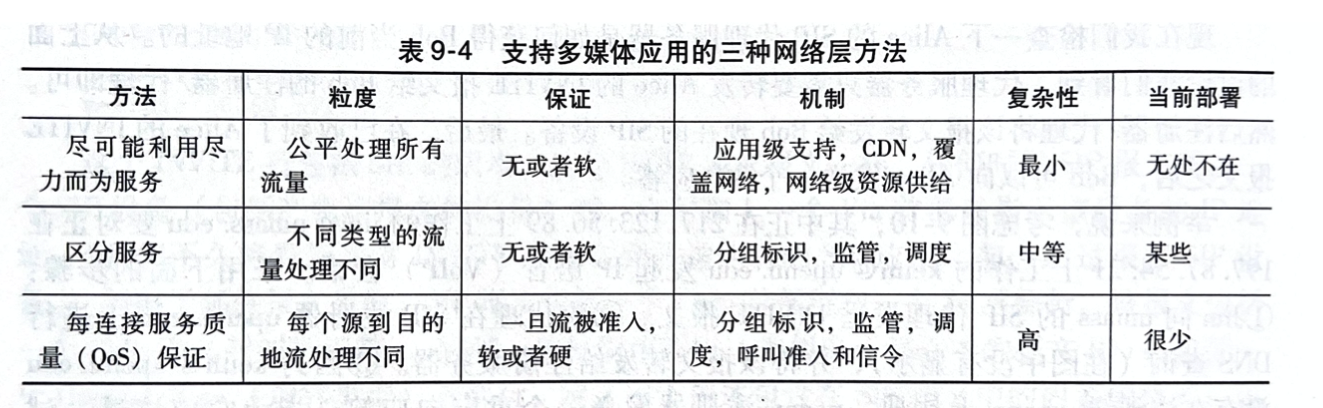 表 9-4 支持多媒体应用的三种网络层方法
方法 粒度 保证 机制 复杂性 当前部署
尽可能利用尽 公平处理所有 应用级支持，CDN，覆
力而为服务 流量 无或者软 盖网络，网络级资源供给 最小 无处不在
区分服务 不同类型的流
量处理不同 无或者软 分组标识，监管，调度 中等 某些
每连接服务质 每个源到目的 一旦流被准入， 分组标识，监管，调
量（QoS）保证 地流处理不同 软或者硬 度，呼叫准入和信令 高 很少